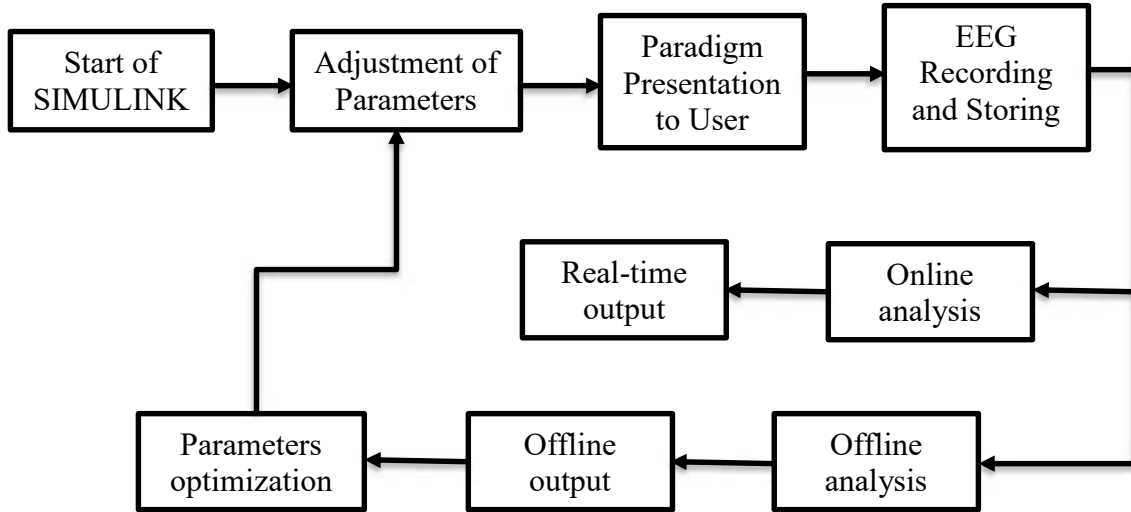 Start of
SIMULINK
Adjustment of
Parameters
Paradigm
Presentation
to User
EEG
Recording
and Storing
Real-time
output
Online
analysis
Parameters
optimization
Offline
output
Offline
analysis